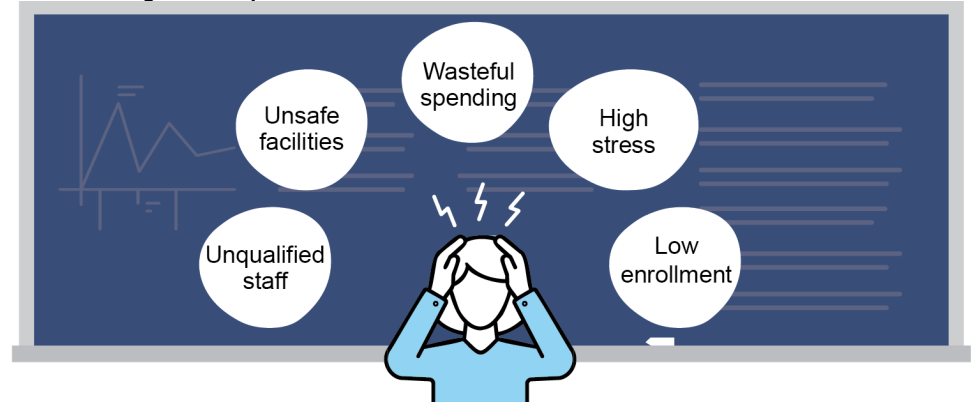 Wasteful
spending
Unsafe
facilities
High
stress
Unqualified
staff
Low
enrollment